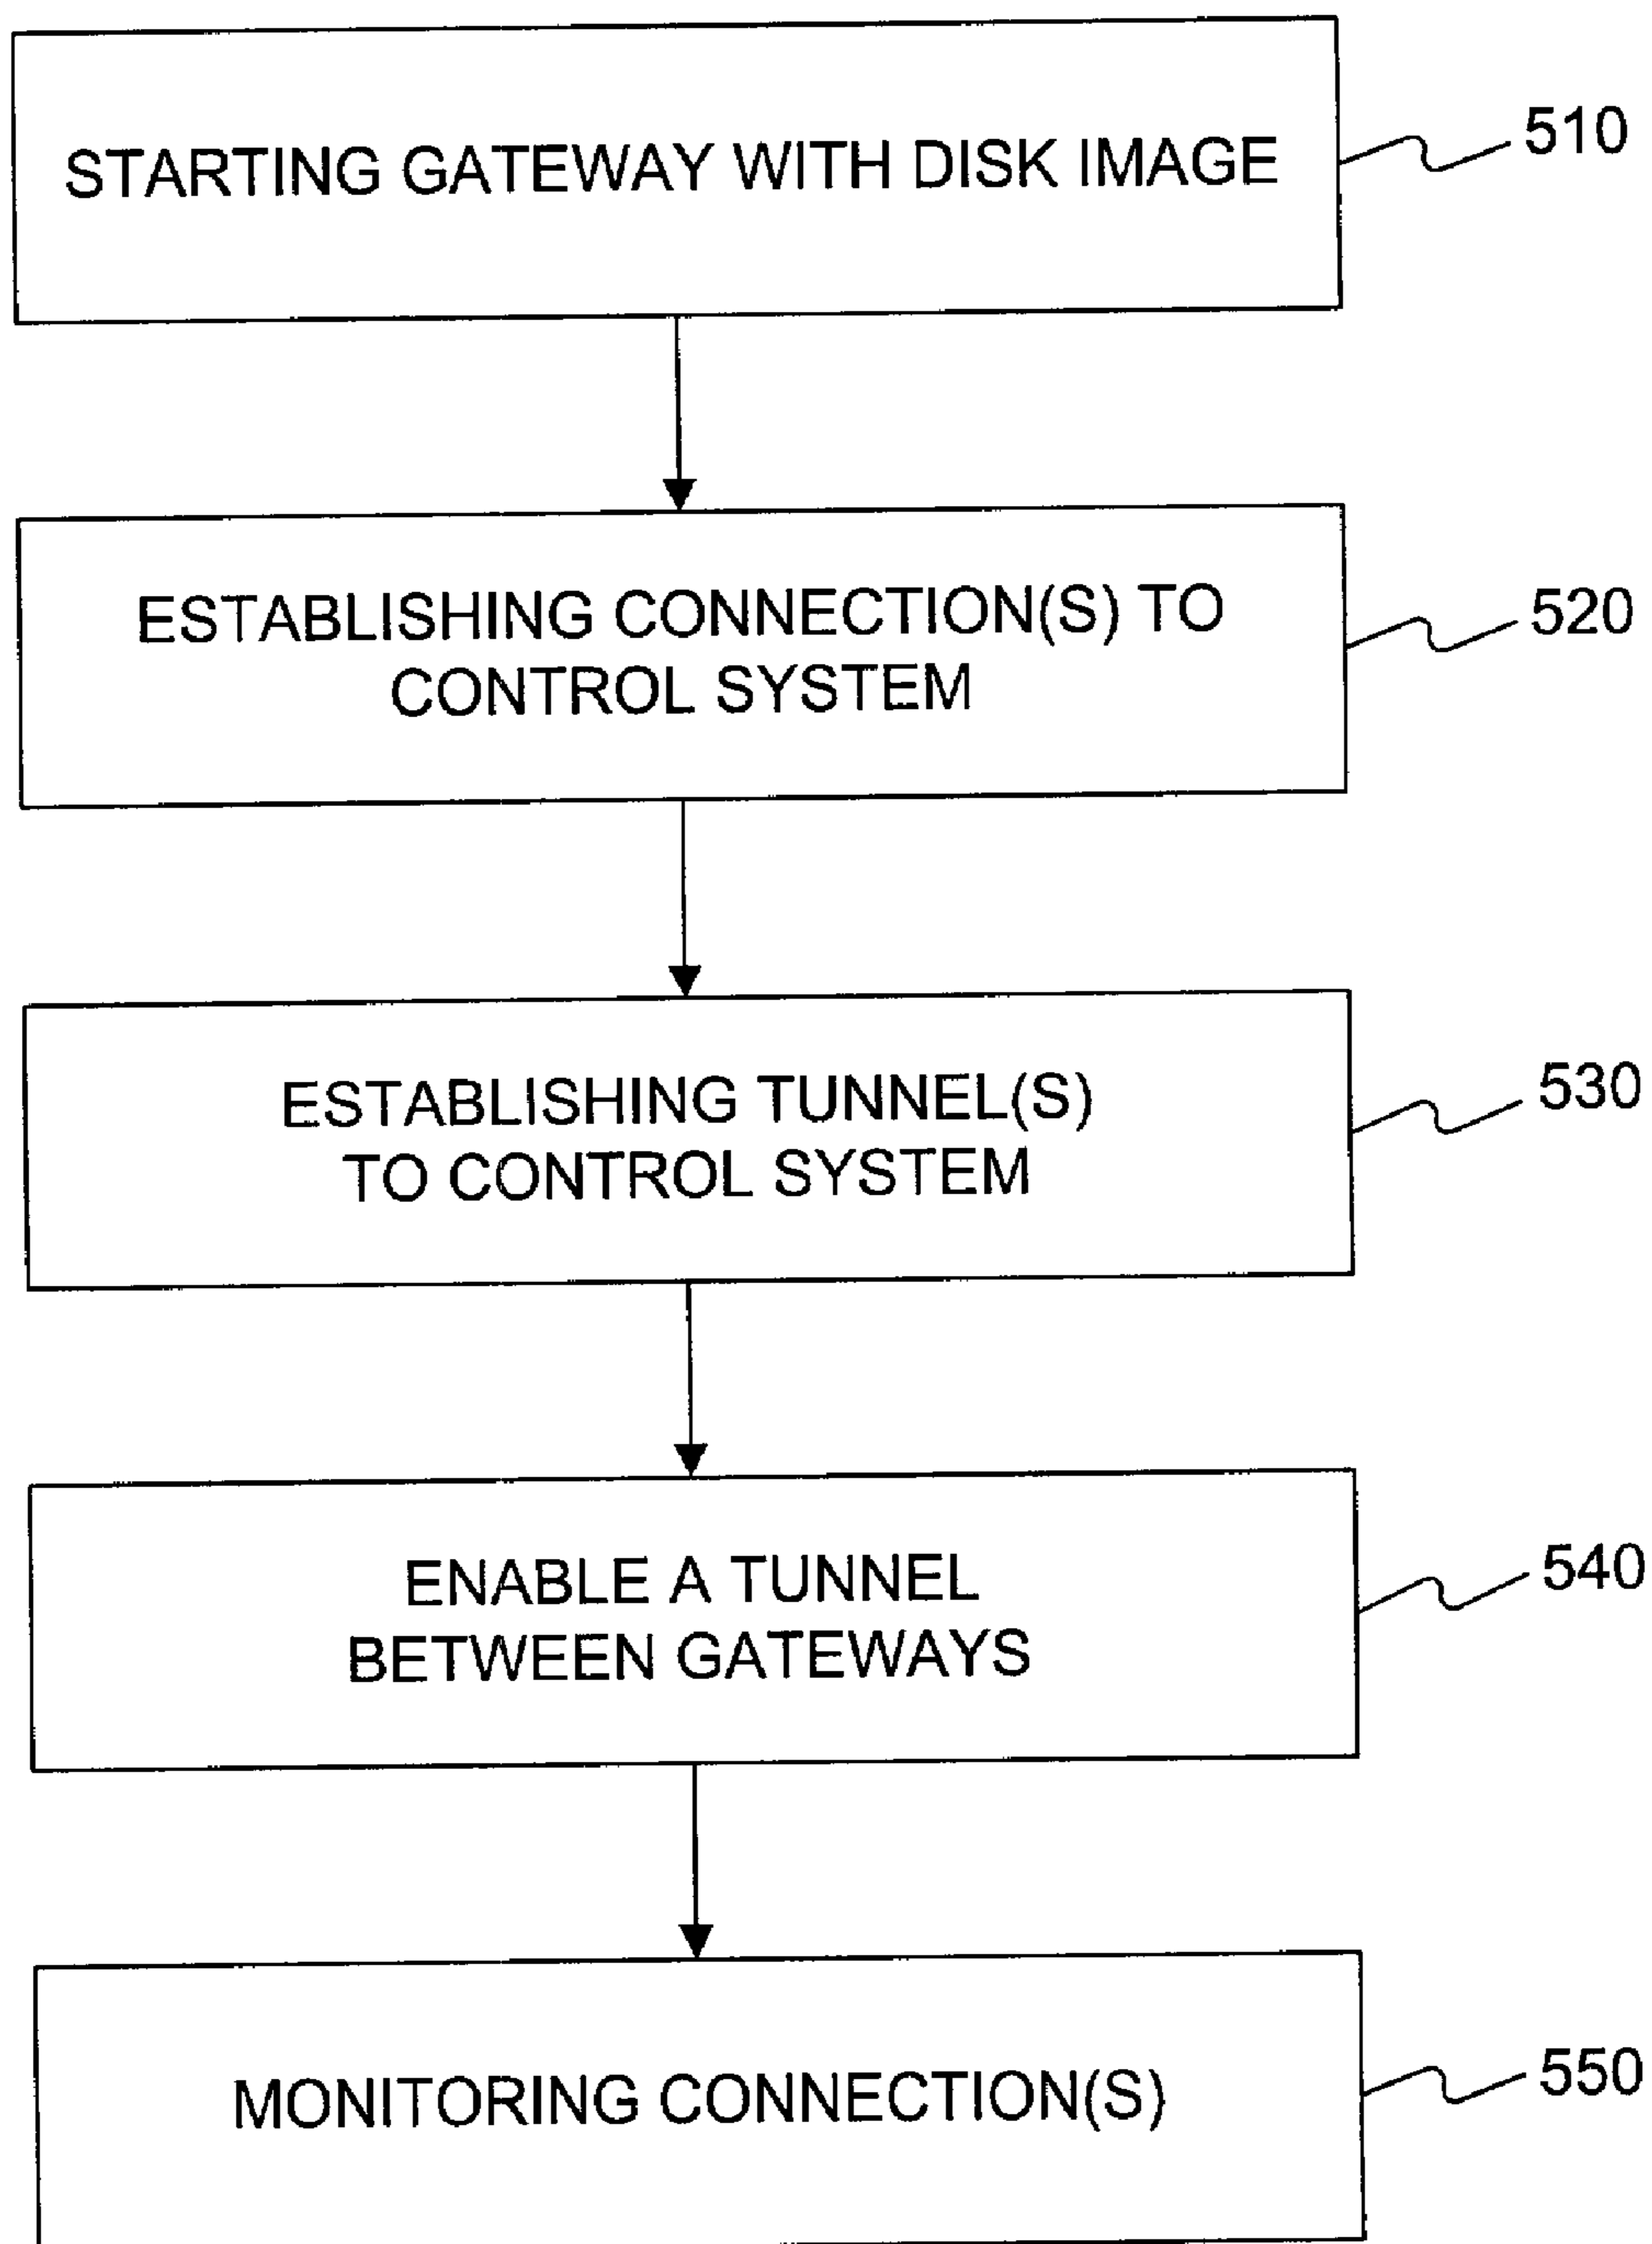 STARTING GATEWAY WITH DISK IMAGE
510
ESTABLISHING CONNECTION(S) TO
CONTROL SYSTEM
520
ESTABLISHING TUNNEL(S)
TO CONTROL SYSTEM
530
ENABLE A TUNNEL
BETWEEN GATEWAYS
540
MONITORING CONNECTION(S)
550